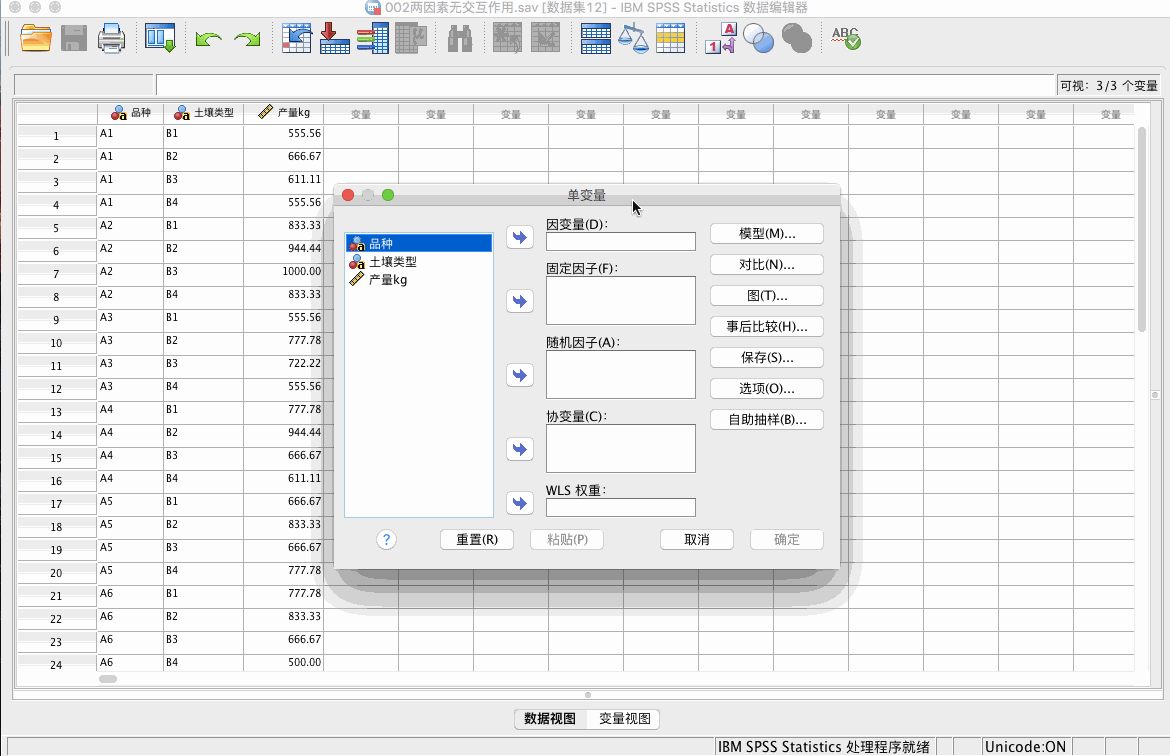 002两因素无交互作用.sav [数据集12] - IBM SPSS Statistics 数据编辑器
A
1
ABC
可视：3/3 个变量
品种 土壤类型 产量kg 变量 变量 变量 变量 变量 变量 变量 变量 变量 变量 变量
1 A1 B1 555.56
2 A1 B2 666.67
3 A1 B3 611.11
4 A1 B4 555.56
5 A2 B1 833.33
6 A2 B2 944.44
7 A2 B3 1000.00
8 A2 B4 833.33
9 A3 B1 555.56
10 A3 B2 777.78
11 A3 B3 722.22
12 A3 B4 555.56
13 A4 B1 777.78
14 A4 B2 944.44
15 A4 B3 666.67
16 A4 B4 611.11
17 A5 B1 666.67
18 A5 B2 833.33
19 A5 B3 666.67
20 A5 B4 777.78
21 A6 B1 777.78
22 A6 B2 833.33
23 A6 B3 666.67
24 A6 B4 500.00
单变量
品种
土壤类型
产量kg
因变量(D)：
固定因子(F)：
随机因子(A)：
协变量(C)：
WLS 权重：
模型(M)...
对比(N)...
图(T)...
事后比较(H)...
保存(S)...
选项(O)...
自助抽样(B)...
? 重置(R) 粘贴(P) 取消 确定
数据视图 变量视图
IBM SPSS Statistics 处理程序就绪 Unicode:ON